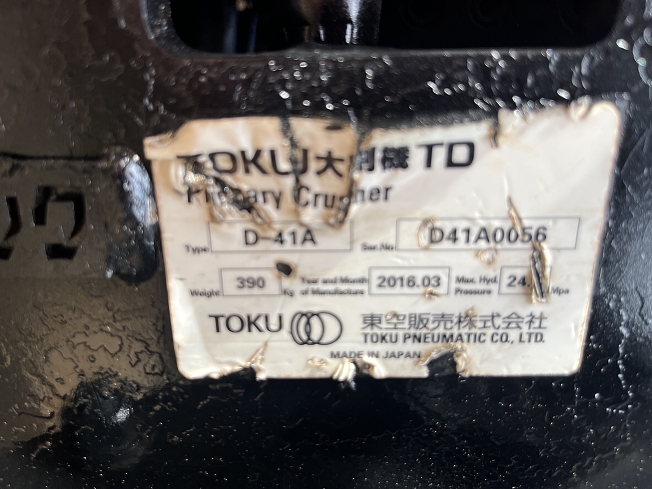 TOKU大割機 TD
Primary Crusher
Type D-41A Ser.No D41A0056
Weight 390 Kg Year and Month of Manufacture 2016.03 Max. Hyd. Pressure Mpa
TOKU 東空販売株式会社
TOKU PNEUMATIC CO., LTD.
MADE IN JAPAN